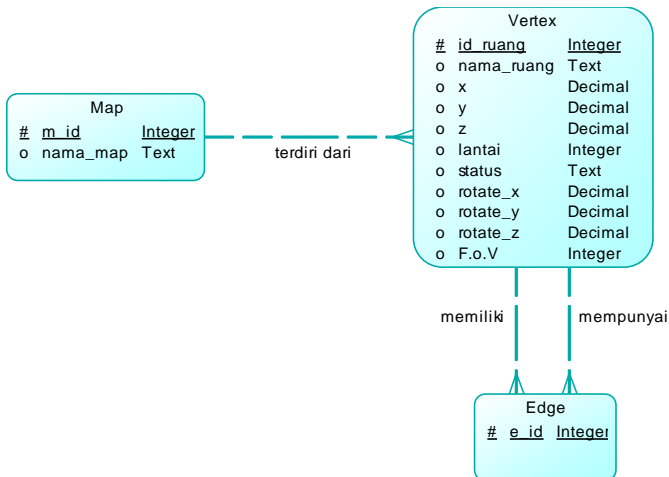 Map
# m_id Integer
o nama_map Text
terdiri dari
Vertex
# id_ruang Integer
o nama_ruang Text
o x Decimal
o y Decimal
o z Decimal
o lantai Integer
o status Text
o rotate_x Decimal
o rotate_y Decimal
o rotate_z Decimal
o F.o.V Integer
memiliki
mempunyai
Edge
# e_id Integer